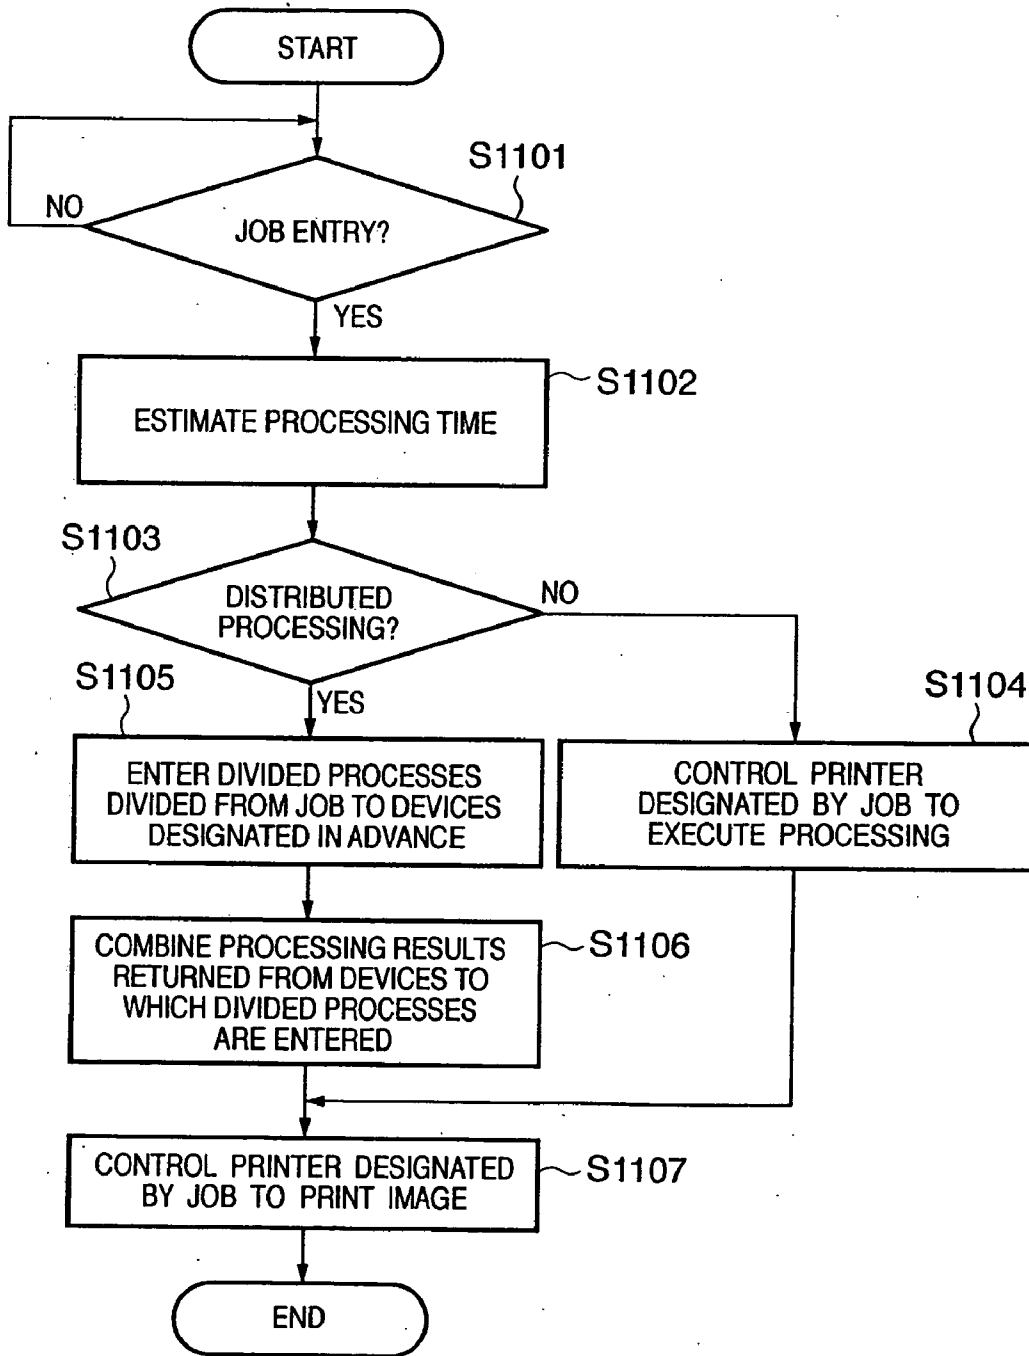 START
S1101
NO
JOB ENTRY?
YES
S1102
ESTIMATE PROCESSING TIME
S1103
DISTRIBUTED
PROCESSING?
NO
S1105
YES
S1104
ENTER DIVIDED PROCESSES
DIVIDED FROM JOB TO DEVICES
DESIGNATED IN ADVANCE
CONTROL PRINTER
DESIGNATED BY JOB TO
EXECUTE PROCESSING
COMBINE PROCESSING RESULTS
RETURNED FROM DEVICES TO
WHICH DIVIDED PROCESSES
ARE ENTERED
S1106
CONTROL PRINTER DESIGNATED
BY JOB TO PRINT IMAGE
S1107
END